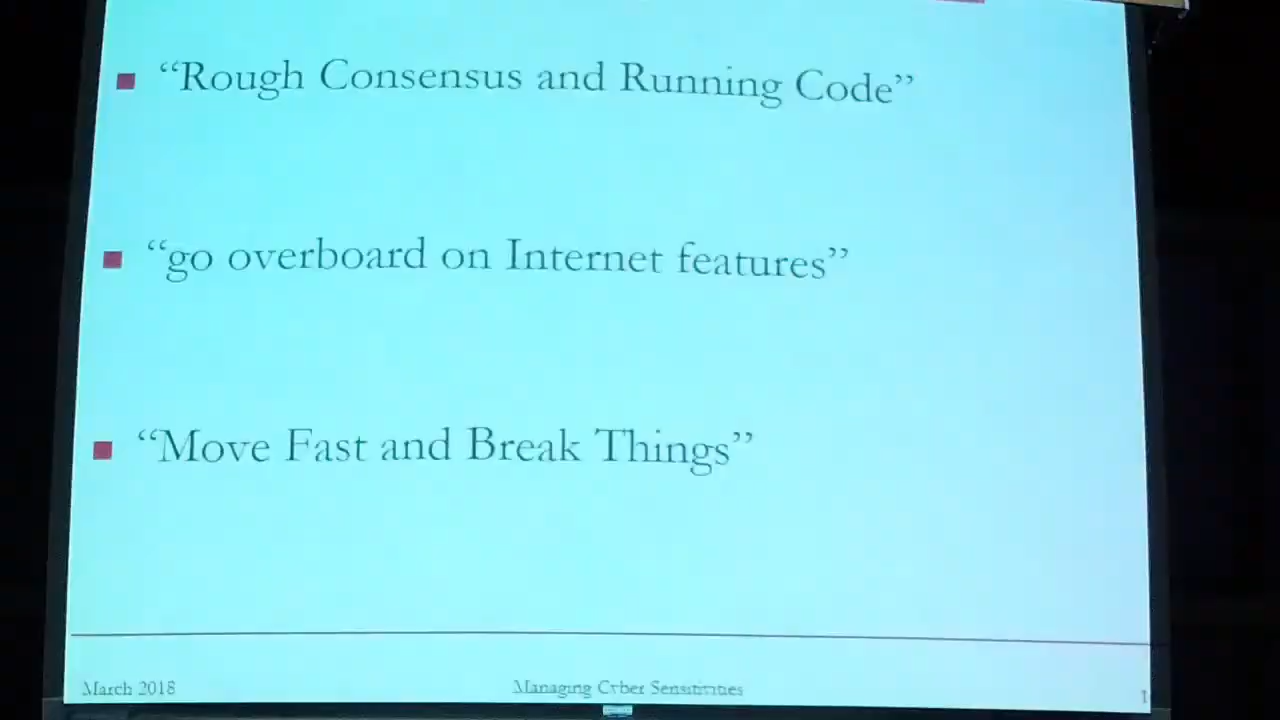 “Rough Consensus and Running Code”
“go overboard on Internet features”
“Move Fast and Break Things”
March 2018
Managing Cyber Sensitivities
1